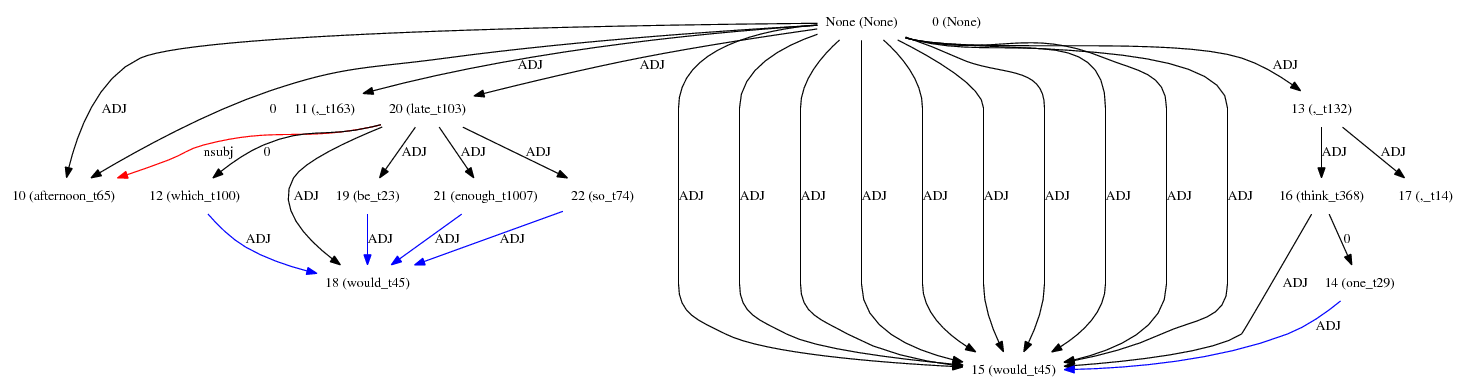 None (None) 0 (None)
ADJ ADJ ADJ
ADJ 0 11 (,_t163) 20 (late_t103) 13 (,_t132)
nsubj 0 ADJ ADJ ADJ ADJ ADJ
10 (afternoon_t65) 12 (which_t100) ADJ 19 (be_t23) 21 (enough_t1007) 22 (so_t74) ADJ ADJ ADJ ADJ ADJ ADJ ADJ ADJ ADJ ADJ 16 (think_t368) 17 (,_t14)
ADJ ADJ ADJ ADJ 0
18 (would_t45) ADJ 14 (one_t29)
ADJ
15 (would_t45)